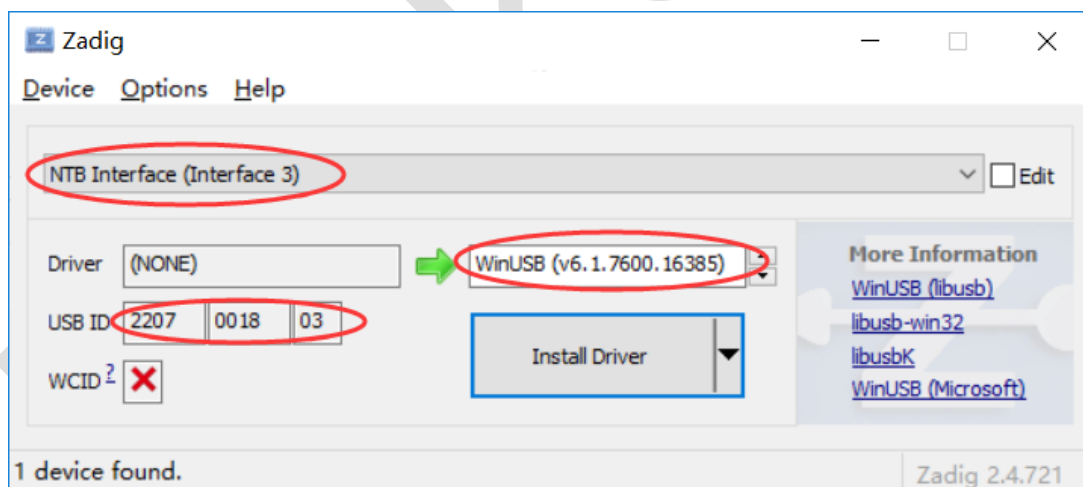 Zadig
Device Options Help
NTB Interface (Interface 3)
Edit
Driver (NONE)
WinUSB (v6.1.7600.16385)
USB ID 2207 0018 03
WCID ?
Install Driver
More Information
WinUSB (libusb)
libusb-win32
libusbK
WinUSB (Microsoft)
1 device found.
Zadig 2.4.721